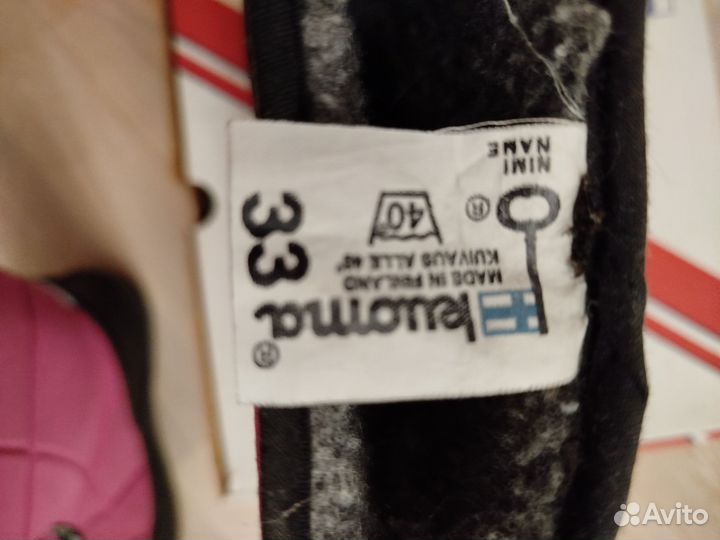 kuoma®
MADE IN FINLAND
KUIVAUS ALLE 40°
40°
33
®
NIMI
NAME
Avito